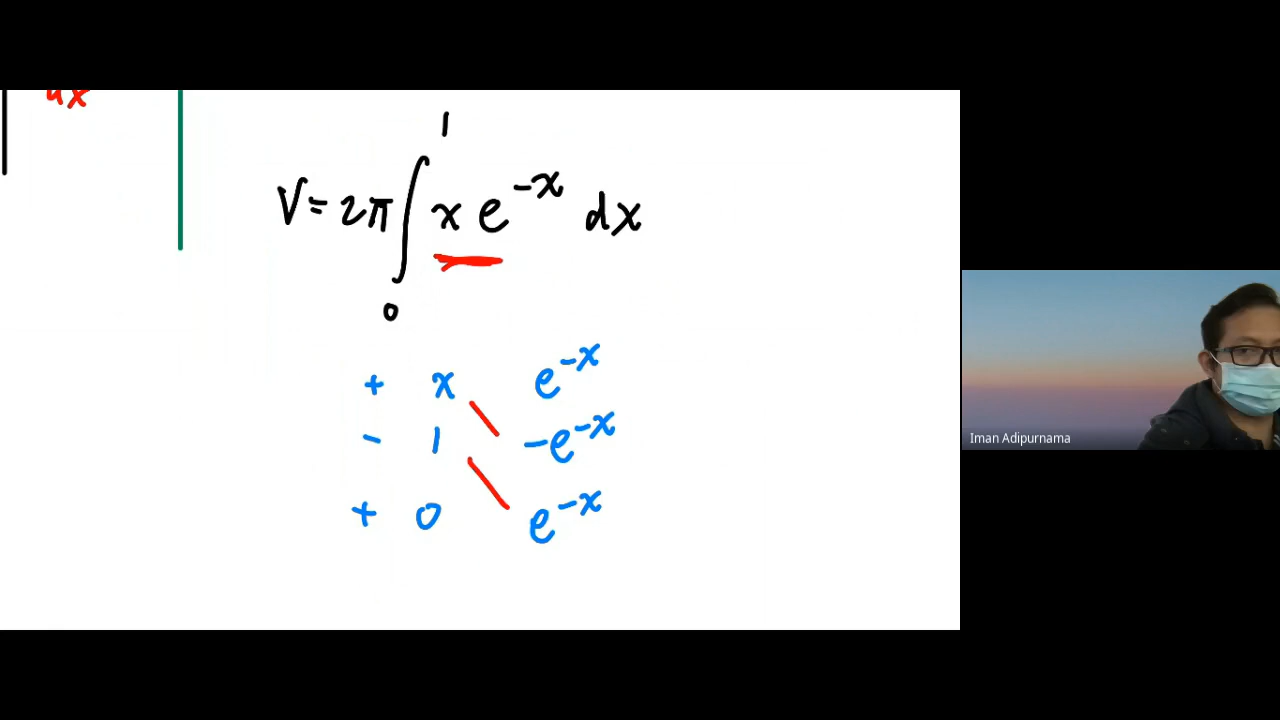 dx
1
V = 2π ∫ x e^{-x} dx
0
+ x e^{-x}
- 1 -e^{-x}
+ 0 e^{-x}
Iman Adipurnama